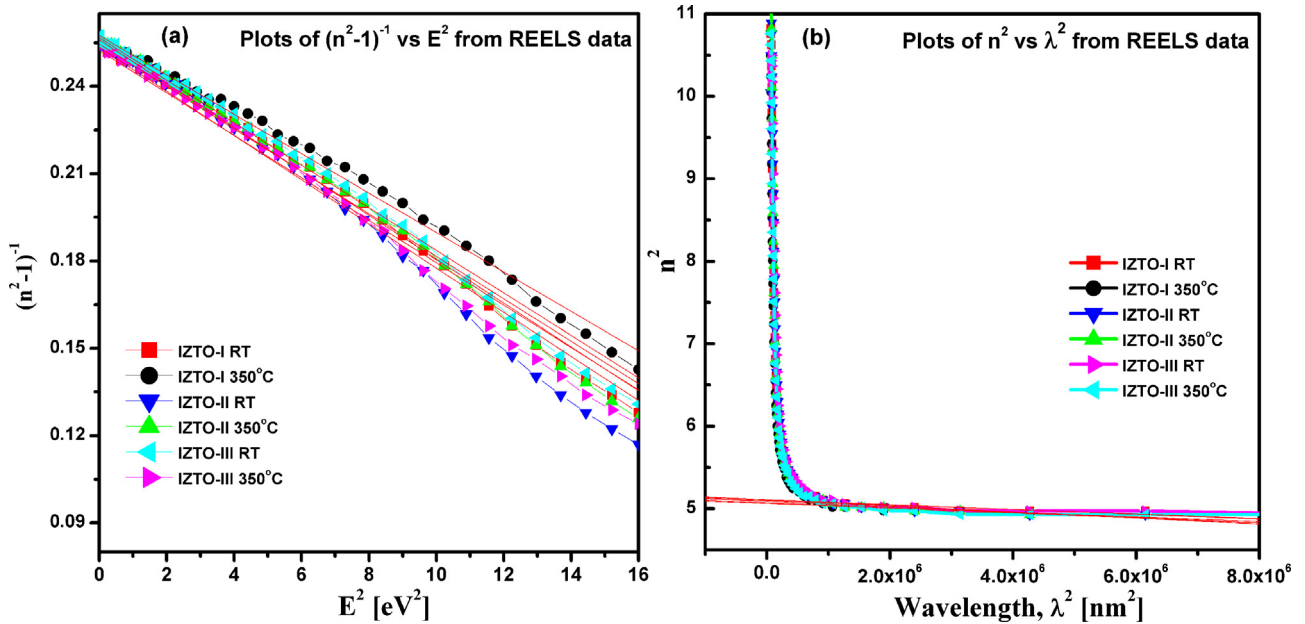 (a) Plots of (n²-1)⁻¹ vs E² from REELS data
(n²-1)⁻¹
0.24
0.21
0.18
0.15
0.12
0.09
IZTO-I RT
IZTO-I 350°C
IZTO-II RT
IZTO-II 350°C
IZTO-III RT
IZTO-III 350°C
0 2 4 6 8 10 12 14 16
E² [eV²]
(b) Plots of n² vs λ² from REELS data
n²
11
10
9
8
7
6
5
IZTO-I RT
IZTO-I 350°C
IZTO-II RT
IZTO-II 350°C
IZTO-III RT
IZTO-III 350°C
0.0 2.0x10⁶ 4.0x10⁶ 6.0x10⁶ 8.0x10⁶
Wavelength, λ² [nm²]